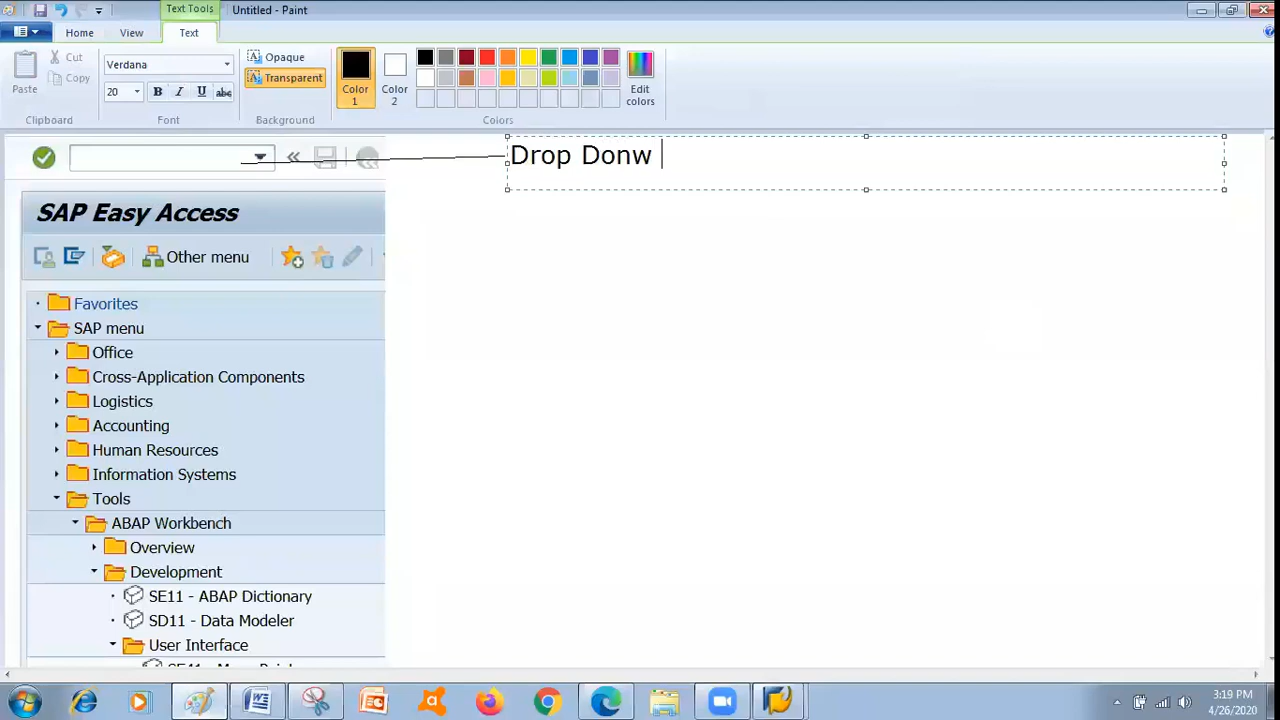 Text Tools
Untitled - Paint
Home
View
Text
Paste
Cut
Copy
Clipboard
Verdana
20
B
I
U
abc
Font
Opaque
Transparent
Background
Color 1
Color 2
Edit colors
Colors
Drop Donw
SAP Easy Access
Other menu
Favorites
SAP menu
Office
Cross-Application Components
Logistics
Accounting
Human Resources
Information Systems
Tools
ABAP Workbench
Overview
Development
SE11 - ABAP Dictionary
SD11 - Data Modeler
User Interface
3:19 PM
4/26/2020